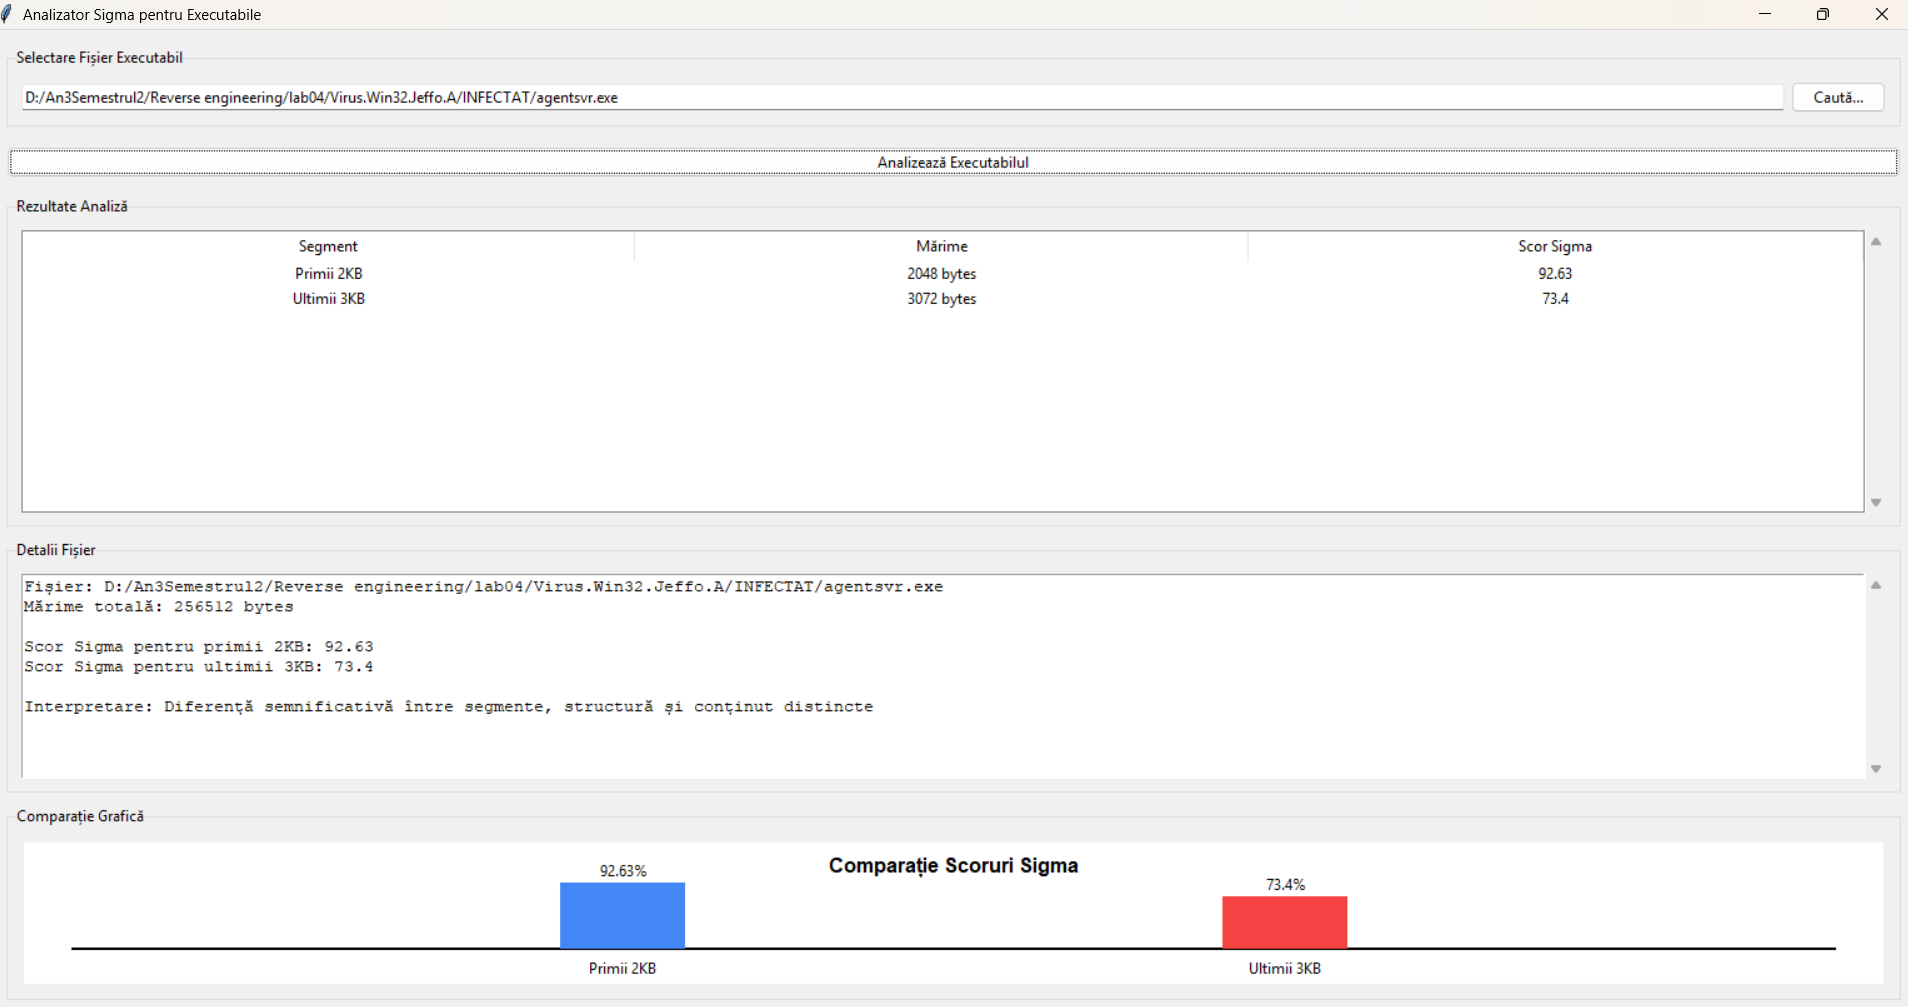 Analizator Sigma pentru Executabile
Selectare Fișier Executabil
D:/An3Semestrul2/Reverse engineering/lab04/Virus.Win32.Jeffo.A/INFECTAT/agentsvr.exe
Caută...
Analizează Executabilul
Rezultate Analiză
Segment Mărime Scor Sigma
Primii 2KB 2048 bytes 92.63
Ultimii 3KB 3072 bytes 73.4
Detalii Fișier
Fișier: D:/An3Semestrul2/Reverse engineering/lab04/Virus.Win32.Jeffo.A/INFECTAT/agentsvr.exe
Mărime totală: 256512 bytes
Scor Sigma pentru primii 2KB: 92.63
Scor Sigma pentru ultimii 3KB: 73.4
Interpretare: Diferență semnificativă între segmente, structură și conținut distincte
Comparație Grafică
Comparație Scoruri Sigma
92.63% 73.4%
Primii 2KB Ultimii 3KB